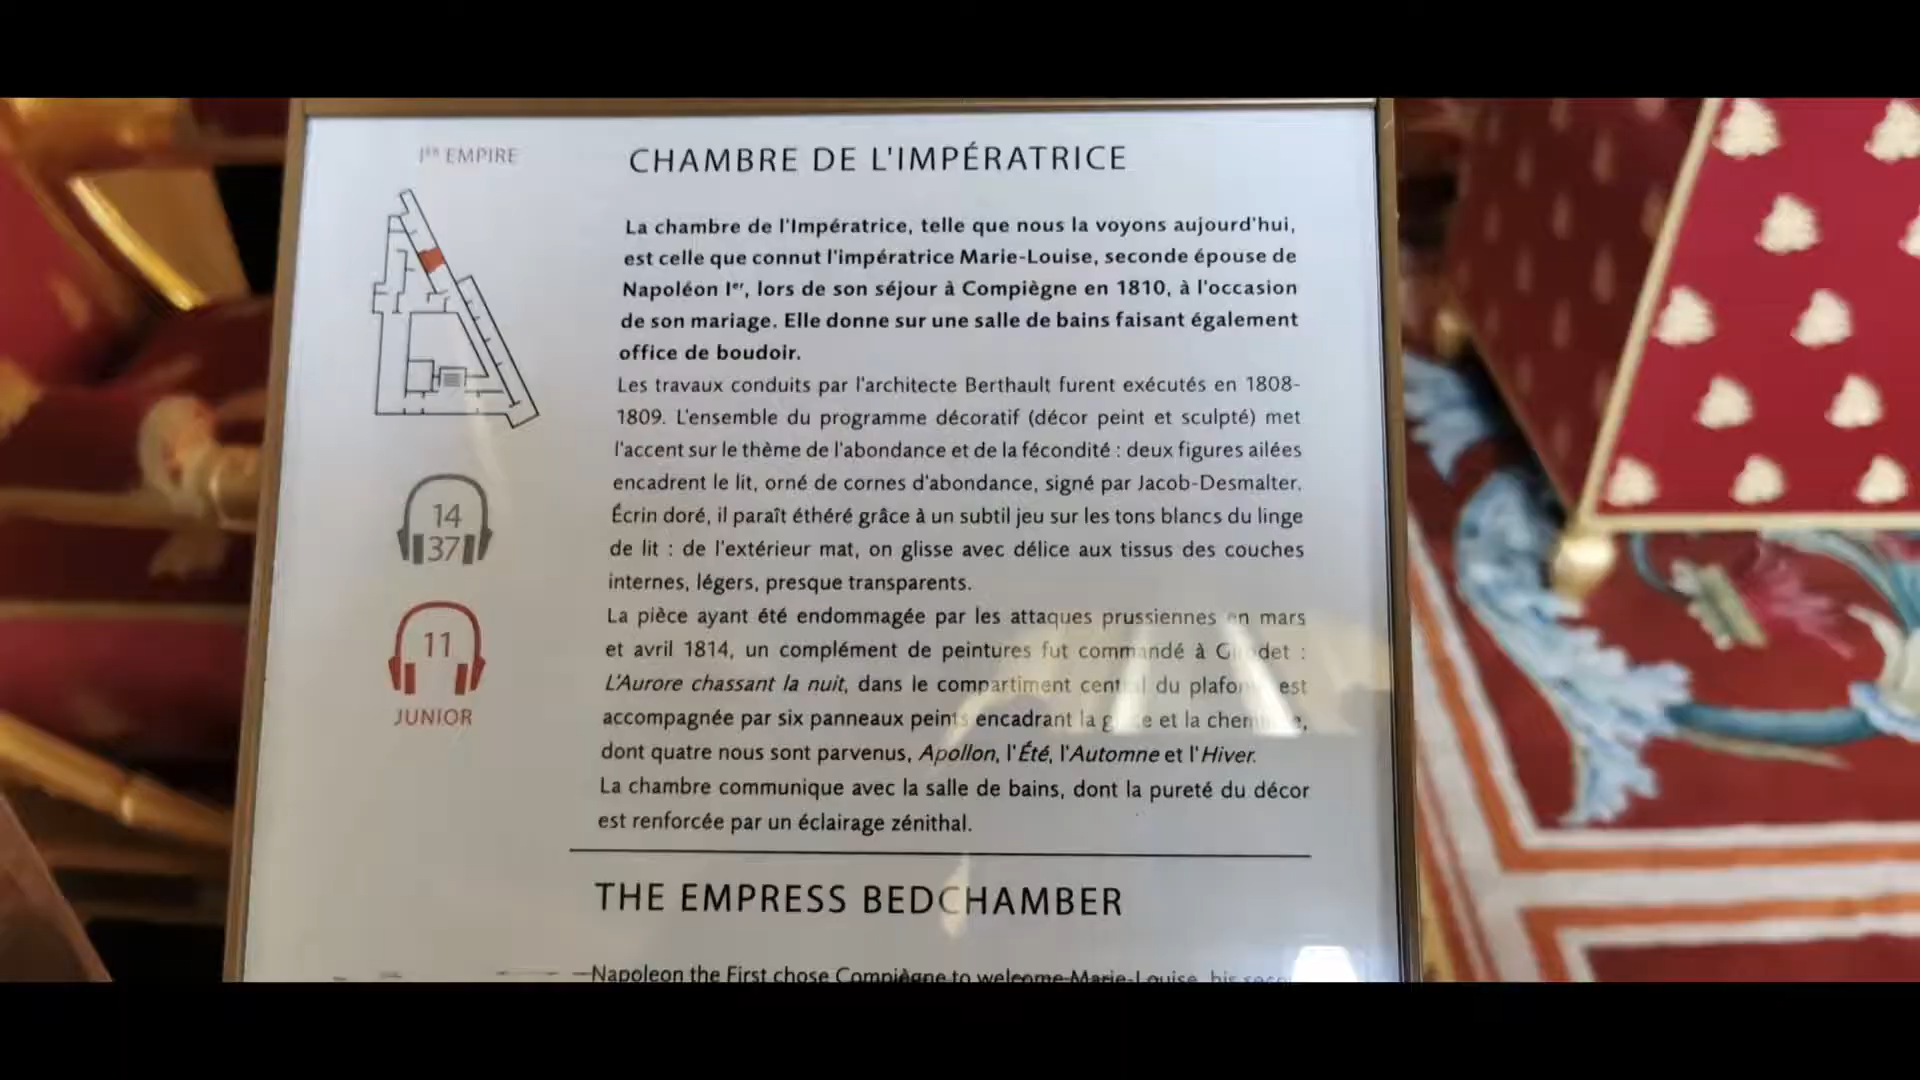 Iᴱᴿ EMPIRE
CHAMBRE DE L'IMPÉRATRICE
La chambre de l'Impératrice, telle que nous la voyons aujourd'hui,
est celle que connut l'impératrice Marie-Louise, seconde épouse de
Napoléon Iᵉʳ, lors de son séjour à Compiègne en 1810, à l'occasion
de son mariage. Elle donne sur une salle de bains faisant également
office de boudoir.
Les travaux conduits par l'architecte Berthault furent exécutés en 1808-
1809. L'ensemble du programme décoratif (décor peint et sculpté) met
l'accent sur le thème de l'abondance et de la fécondité : deux figures ailées
encadrent le lit, orné de cornes d'abondance, signé par Jacob-Desmalter.
Écrin doré, il paraît éthéré grâce à un subtil jeu sur les tons blancs du linge
de lit : de l'extérieur mat, on glisse avec délice aux tissus des couches
internes, légers, presque transparents.
La pièce ayant été endommagée par les attaques prussiennes en mars
et avril 1814, un complément de peintures fut commandé à :
L'Aurore chassant la nuit, dans le compartiment central du plafond, est
accompagnée par six panneaux peints encadrant la et la cheminée,
dont quatre nous sont parvenus, Apollon, l'Été, l'Automne et l'Hiver.
La chambre communique avec la salle de bains, dont la pureté du décor
est renforcée par un éclairage zénithal.
14
37
11
JUNIOR
THE EMPRESS BEDCHAMBER
Napoleon the First chose Compiègne to welcome Marie-Louise, his